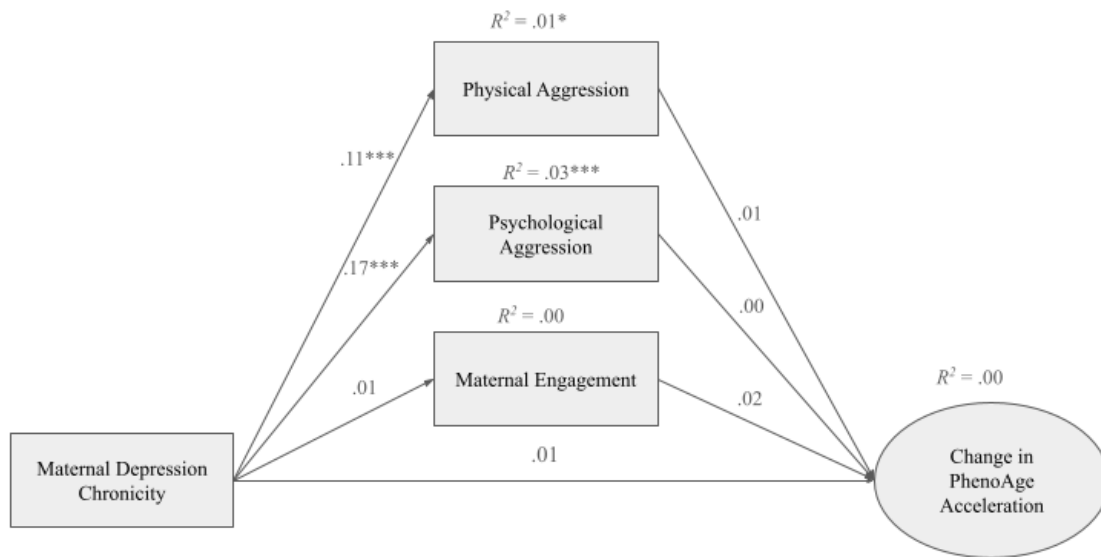 R² = .01*
Physical Aggression
.11***
R² = .03***
Psychological
Aggression
.01
.17***
.00
R² = .00
Maternal Engagement
R² = .00
.01
.02
Maternal Depression
Chronicity
.01
Change in
PhenoAge
Acceleration